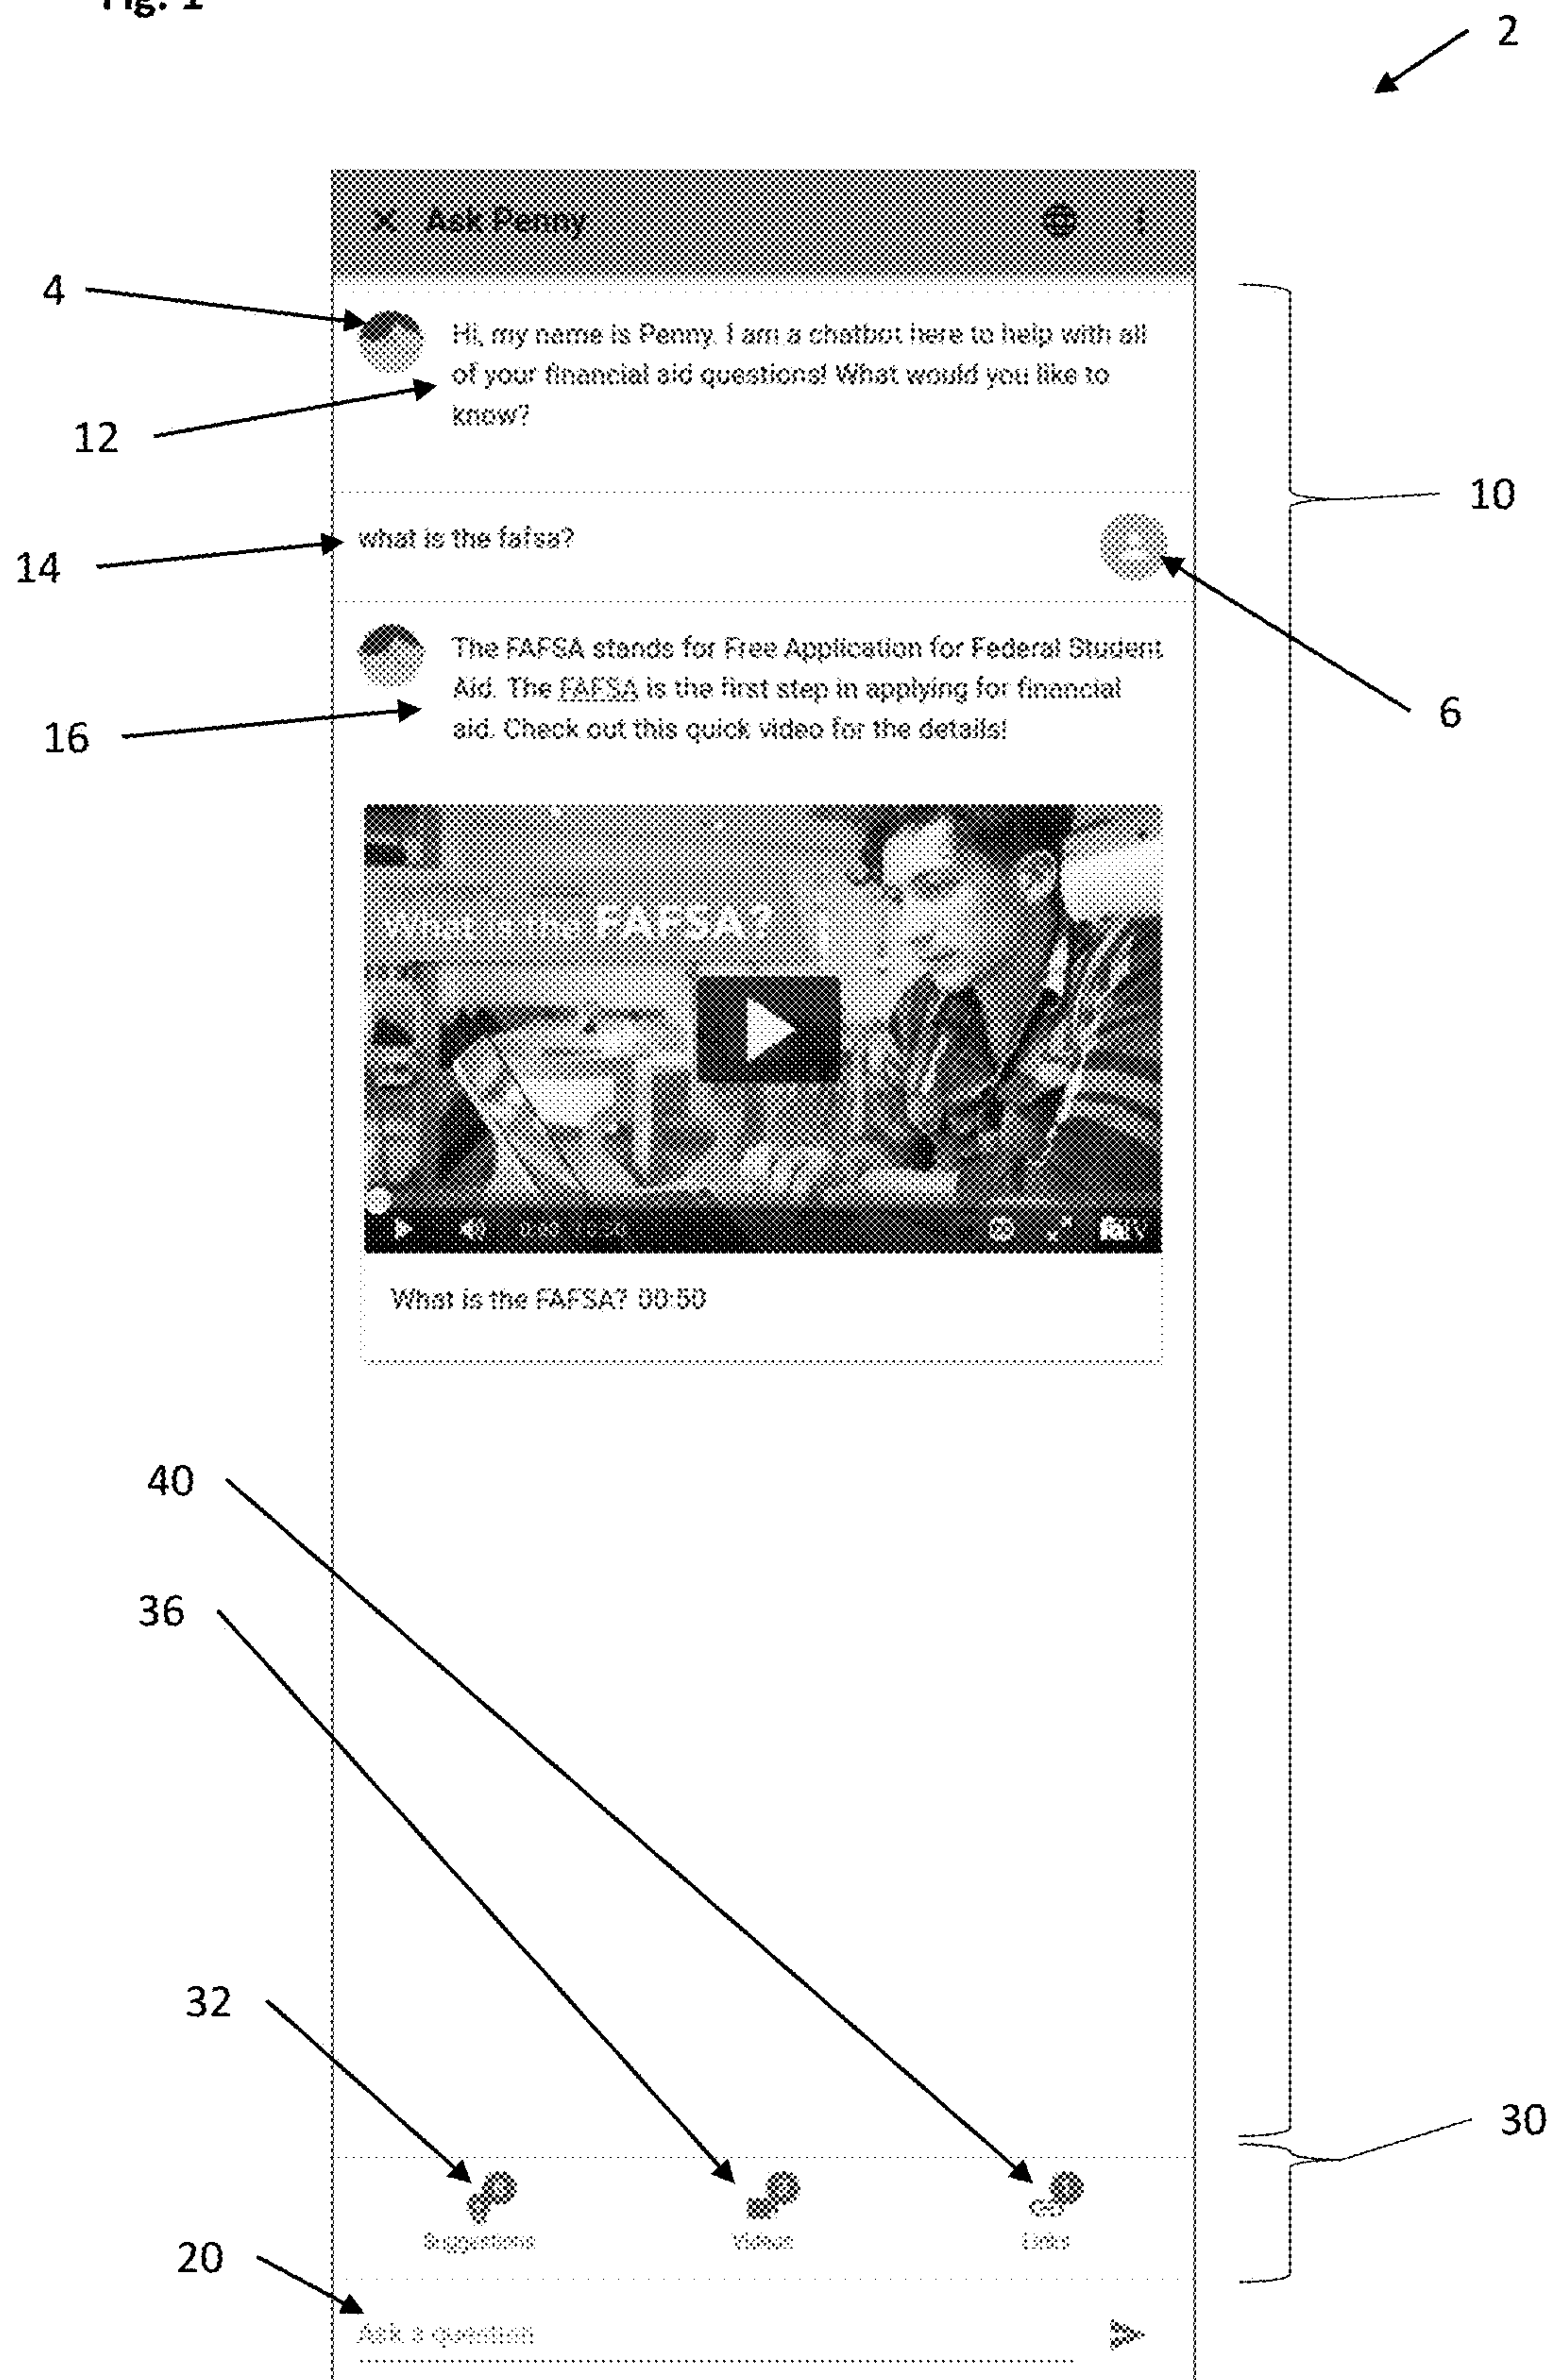 Fig. 1
2
Ask Penny
4
Hi, my name is Penny. I am a chatbot here to help with all
of your financial aid questions! What would you like to
know?
12
10
what is the fafsa?
14
6
The FAFSA stands for Free Application for Federal Student
Aid. The FAFSA is the first step in applying for financial
aid. Check out this quick video for the details!
16
What is the FAFSA?
What is the FAFSA? 00:50
40
36
32
30
Suggestions
Videos
Links
20
Ask a question